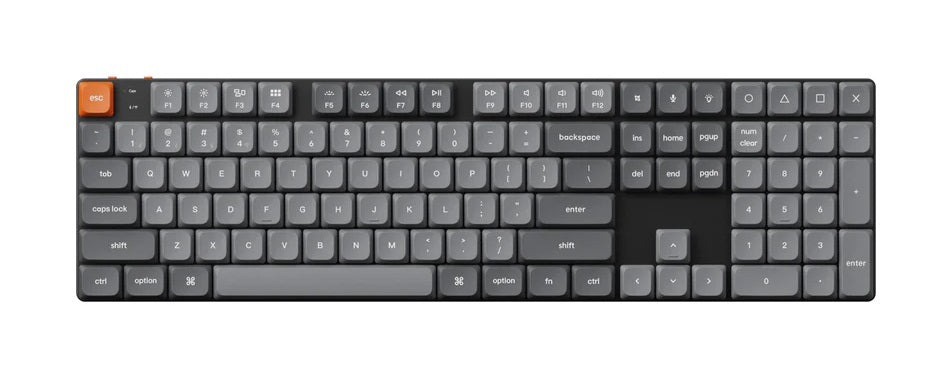 esc Caps F1 F2 F3 F4 F5 F6 F7 F8 F9 F10 F11 F12
~ ! @ # $ % ^ & * ( ) — +
` 1 2 3 4 5 6 7 8 9 0 - = backspace ins home pgup num clear / * −
tab Q W E R T Y U I O P { [ } ] | \ del end pgdn 7 8 9 +
caps lock A S D F G H J K L : ; " ' enter 4 5 6
shift Z X C V B N M < , > . ? / shift ^ 1 2 3 enter
ctrl option ⌘ ⌘ option fn ctrl < ⌄ > 0 .